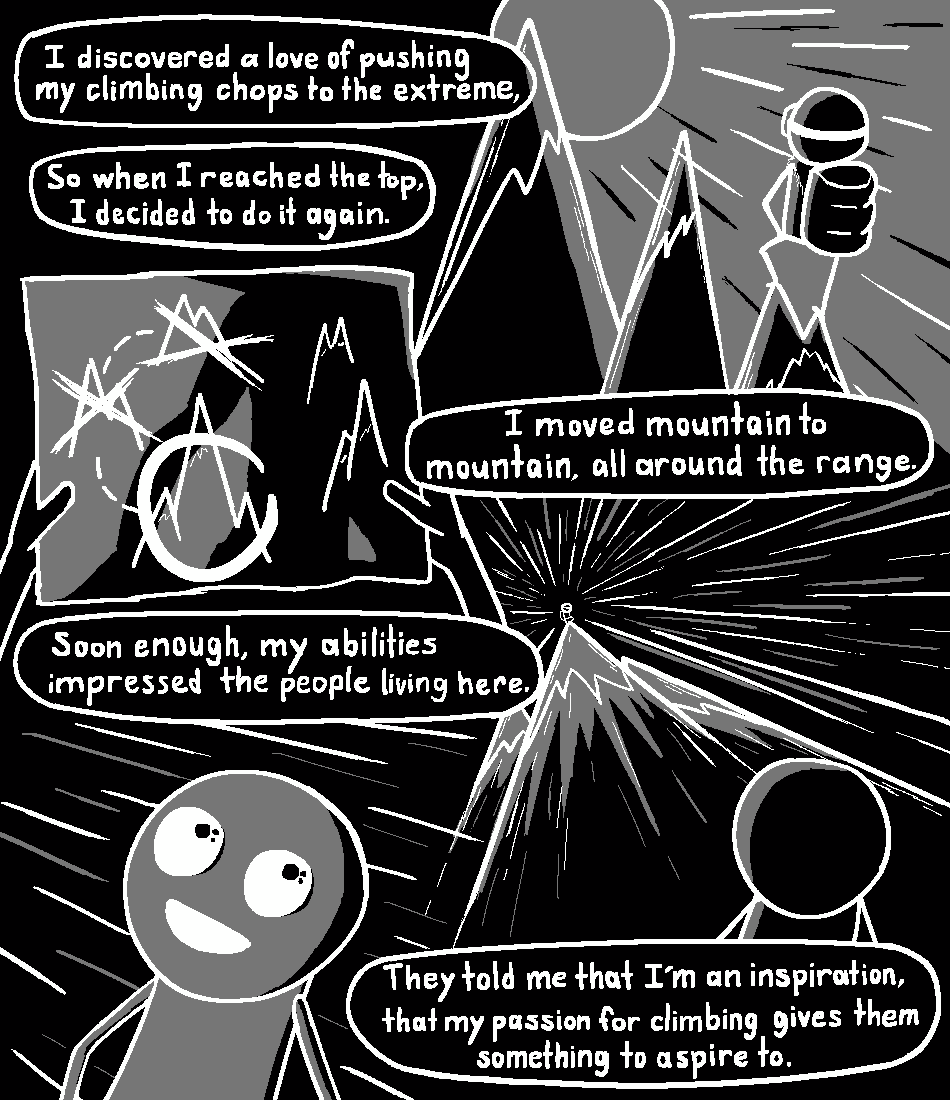 I discovered a love of pushing
my climbing chops to the extreme,
So when I reached the top,
I decided to do it again.
I moved mountain to
mountain, all around the range.
Soon enough, my abilities
impressed the people living here.
They told me that I'm an inspiration,
that my passion for climbing gives them
something to aspire to.